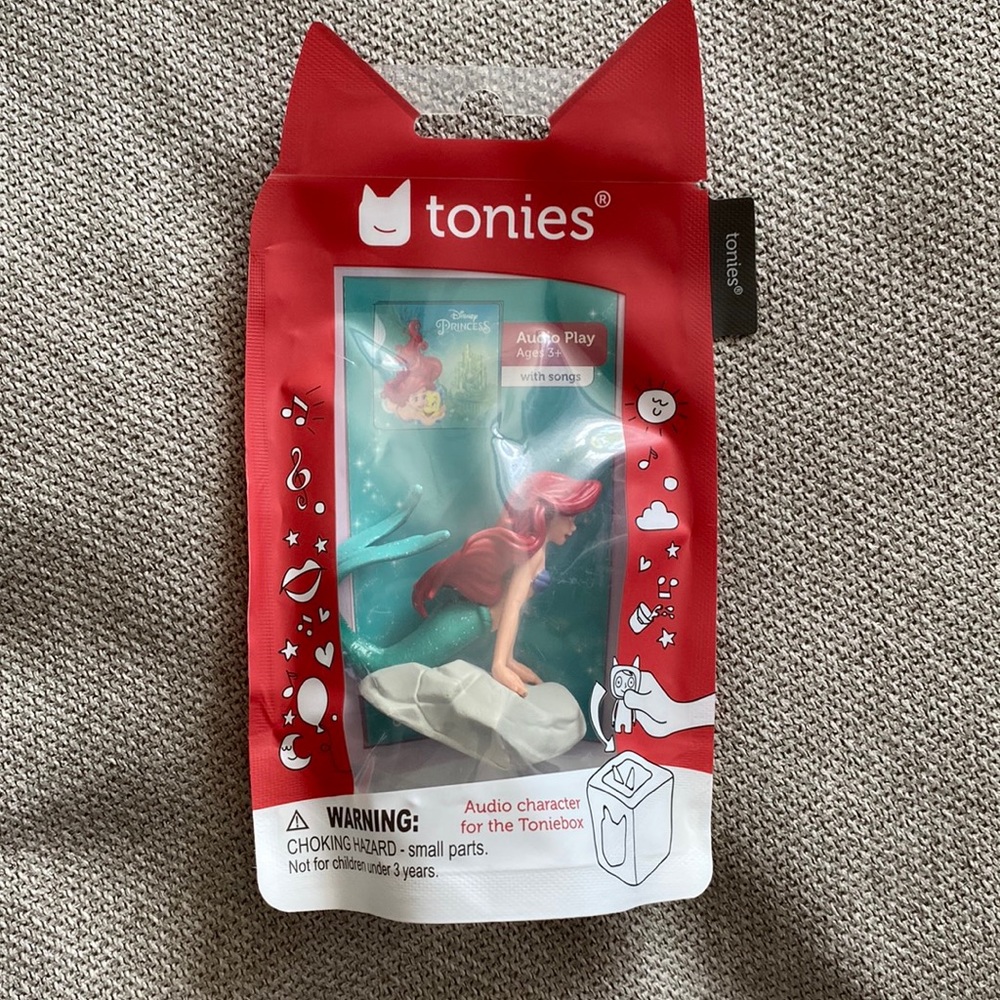 tonies®
tonies®
Disney
PRINCESS
Audio Play
Ages 3+
with songs
Audio character
for the Toniebox
WARNING:
CHOKING HAZARD - small parts.
Not for children under 3 years.